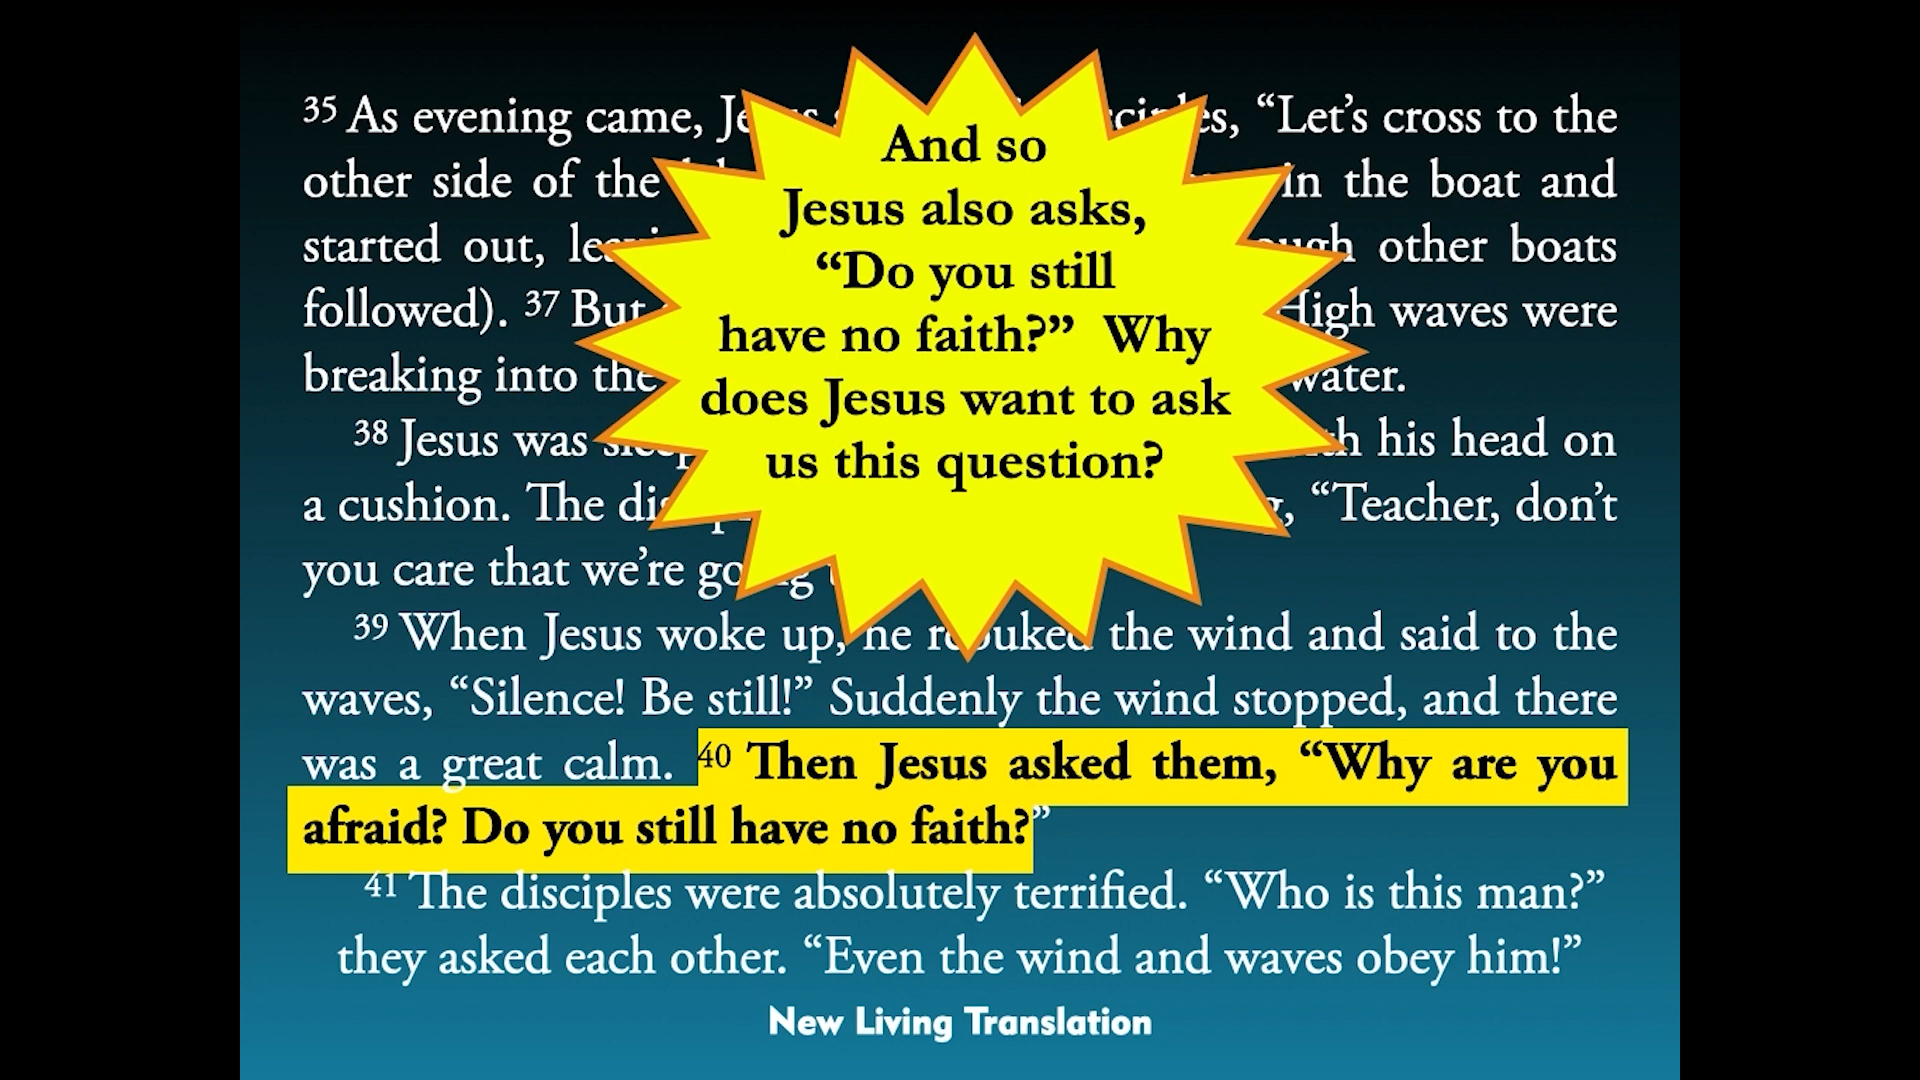 35 As evening came,
other side of the
started out,
followed). 37 But
breaking into the
38 Jesus was
a cushion. The
you care that we're
And so
Jesus also asks,
“Do you still
have no faith?” Why
does Jesus want to ask
us this question?
“Let’s cross to the
in the boat and
other boats
High waves were
water.
his head on
“Teacher, don’t
39 When Jesus woke up, he rebuked the wind and said to the
waves, “Silence! Be still!” Suddenly the wind stopped, and there
was a great calm. 40 Then Jesus asked them, “Why are you
afraid? Do you still have no faith?”
41 The disciples were absolutely terrified. “Who is this man?”
they asked each other. “Even the wind and waves obey him!”
New Living Translation